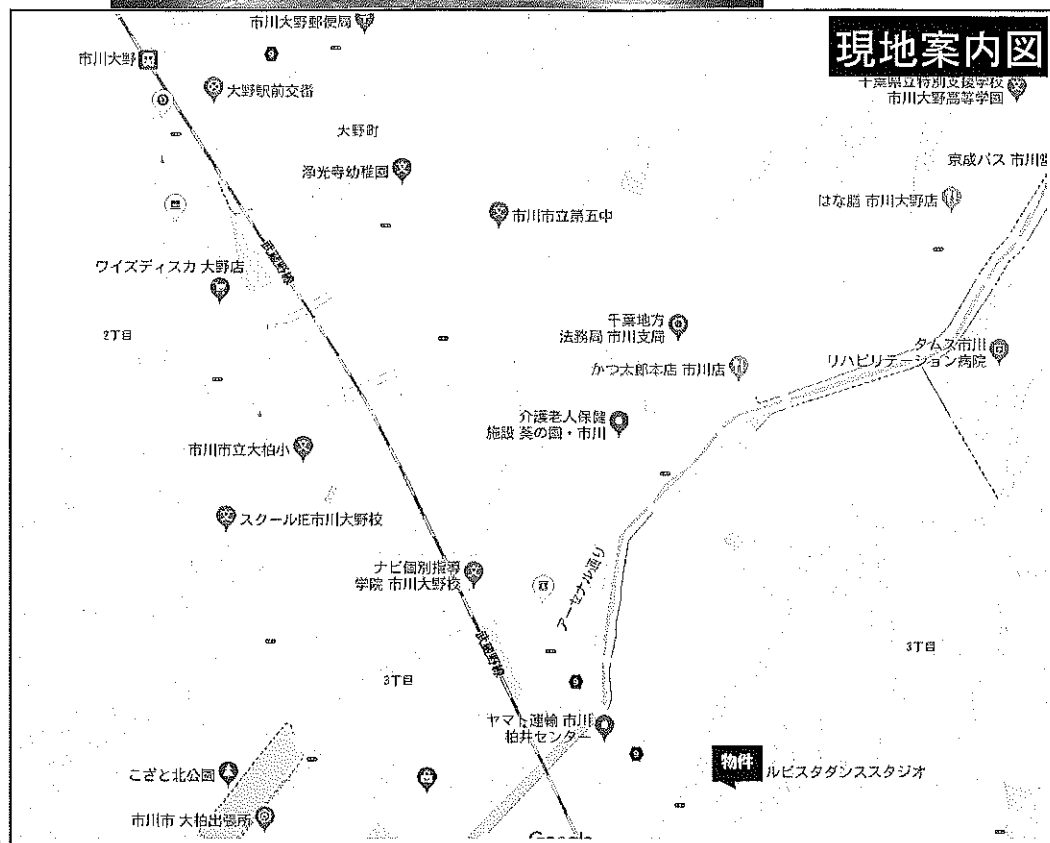 現地案内図
市川大野郵便局
市川大野
9
大野駅前交番
千葉県立特別支援学校
市川大野高等学園
大野町
浄光寺幼稚園
京成バス 市川営
はな膳 市川大野店
市川市立第五中
武蔵野線
ワイズディスカ 大野店
2丁目
千葉地方
法務局 市川支局
かつ太郎本店 市川店
タムス市川
リハビリテーション病院
介護老人保健
施設 葵の園・市川
市川市立大柏小
スクールIE市川大野校
ナビ個別指導
学院 市川大野校
アーセナル通り
武蔵野線
3丁目
3丁目
9
ヤマト運輸 市川
柏井センター
9
物件
ルビスタダンススタジオ
こざと北公園
市川市 大柏出張所
Google